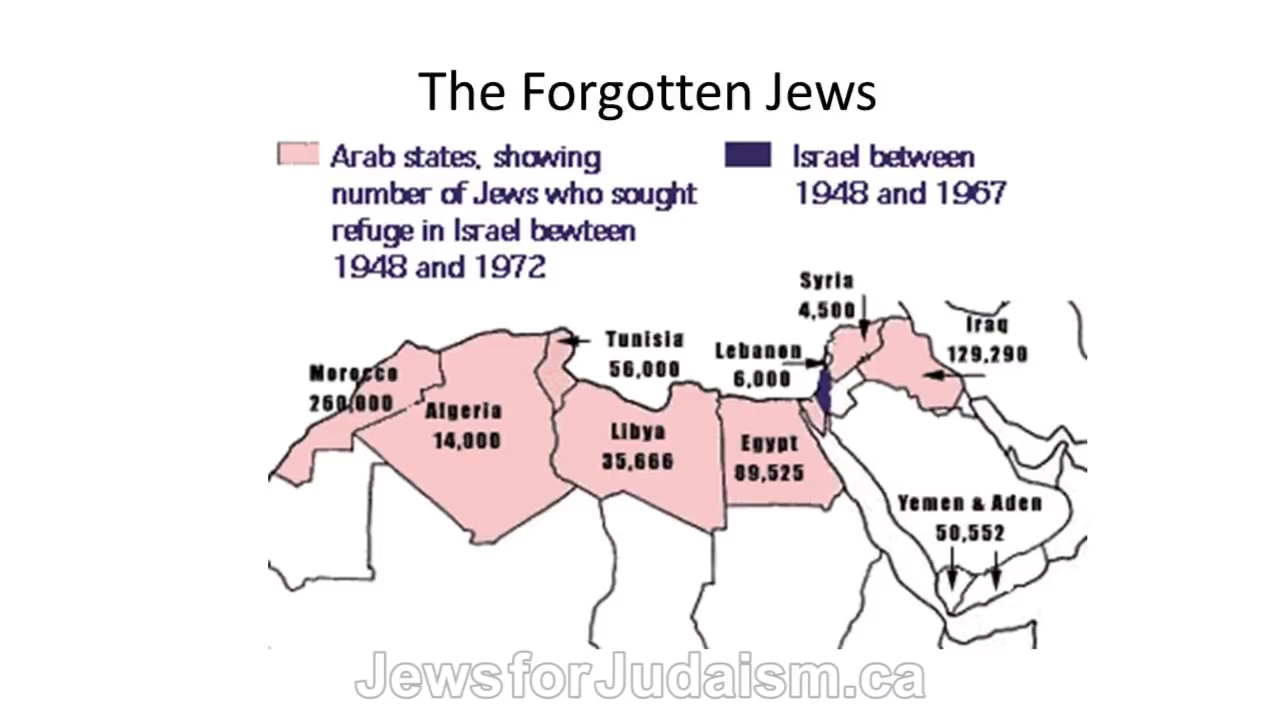 The Forgotten Jews
Arab states, showing
number of Jews who sought
refuge in Israel bewteen
1948 and 1972
Israel between
1948 and 1967
Syria
4,500
Iraq
129,290
Tunisia
56,000
Lebanon
6,000
Morocco
260,000
Algeria
14,000
Libya
35,666
Egypt
89,525
Yemen & Aden
50,552
JewsforJudaism.ca